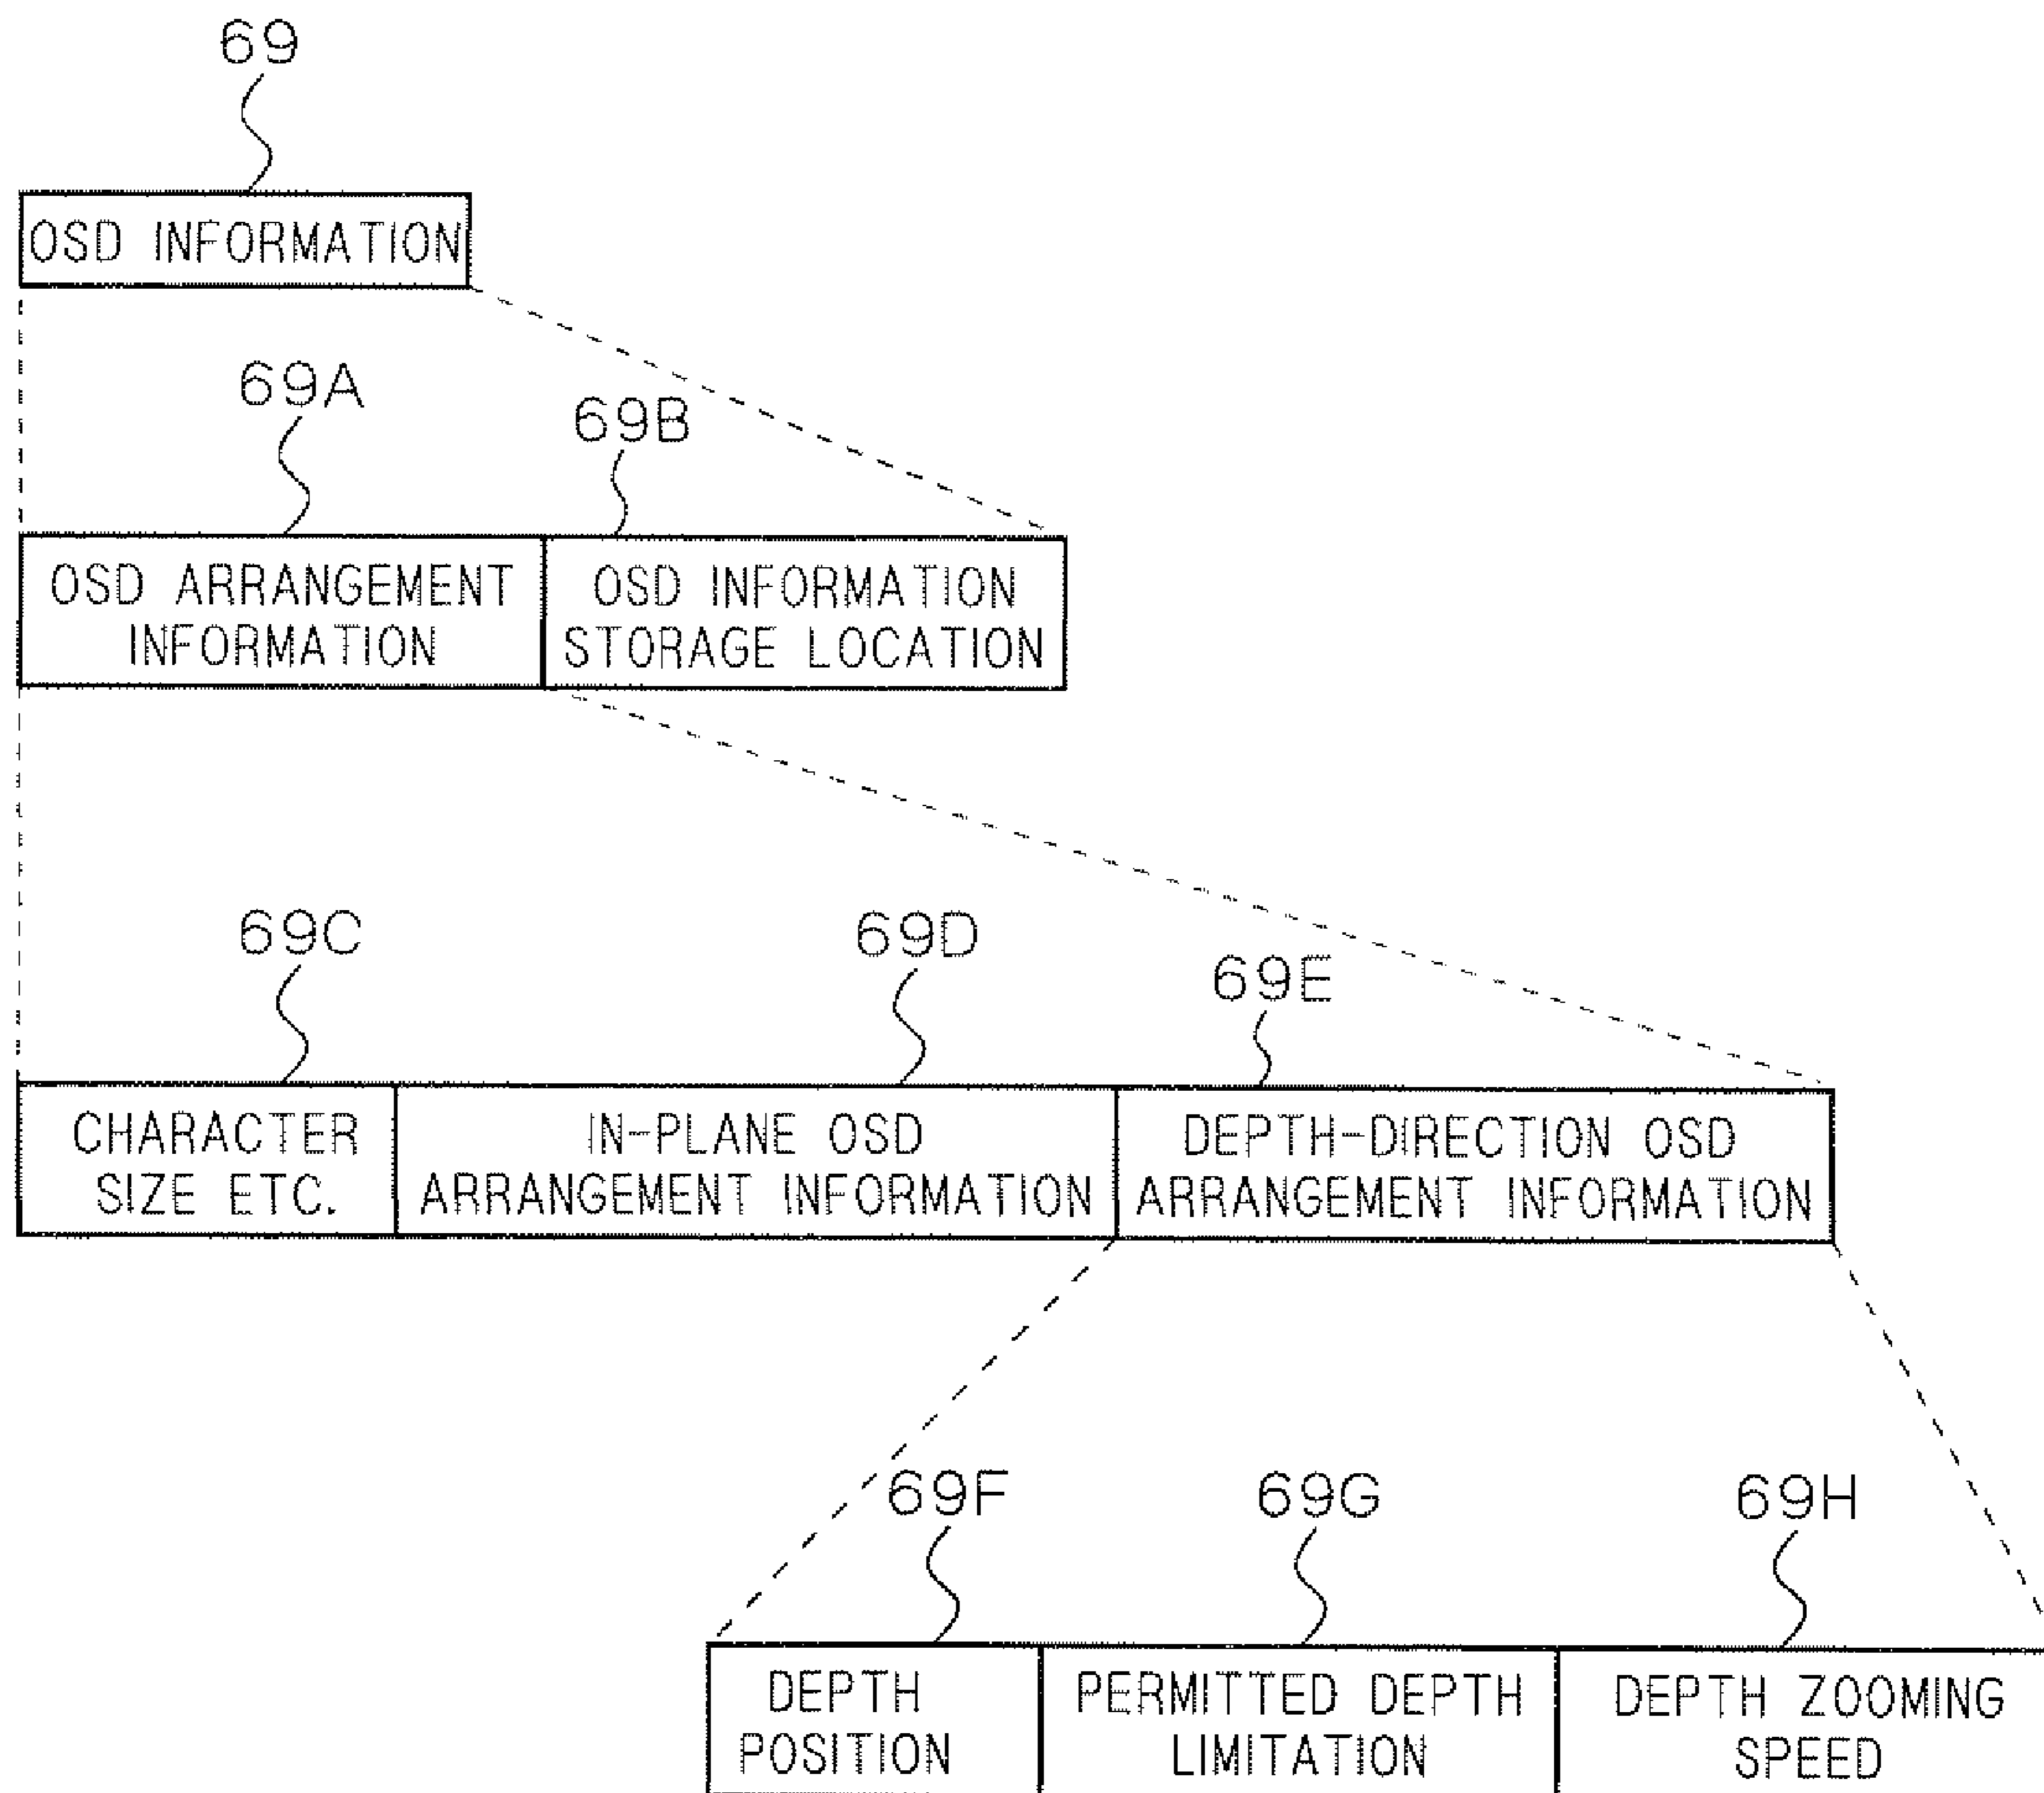 69
OSD INFORMATION
69A
69B
OSD ARRANGEMENT
INFORMATION
OSD INFORMATION
STORAGE LOCATION
69C
69D
69E
CHARACTER
SIZE ETC.
IN-PLANE OSD
ARRANGEMENT INFORMATION
DEPTH-DIRECTION OSD
ARRANGEMENT INFORMATION
69F
69G
69H
DEPTH
POSITION
PERMITTED DEPTH
LIMITATION
DEPTH ZOOMING
SPEED